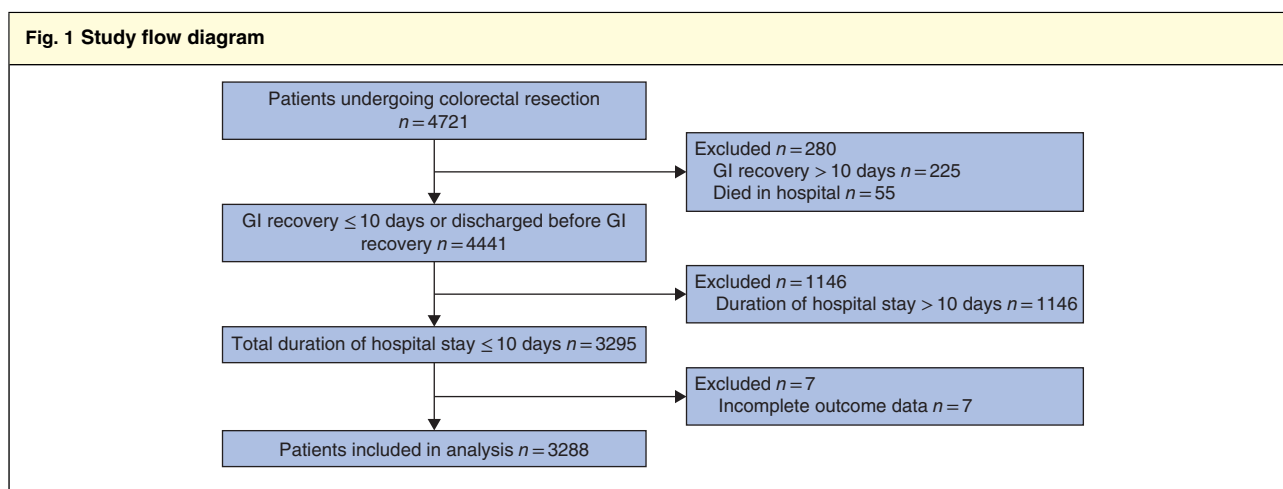 Fig. 1 Study flow diagram
Patients undergoing colorectal resection
n = 4721
Excluded n = 280
GI recovery > 10 days n = 225
Died in hospital n = 55
GI recovery ≤ 10 days or discharged before GI
recovery n = 4441
Excluded n = 1146
Duration of hospital stay > 10 days n = 1146
Total duration of hospital stay ≤ 10 days n = 3295
Excluded n = 7
Incomplete outcome data n = 7
Patients included in analysis n = 3288